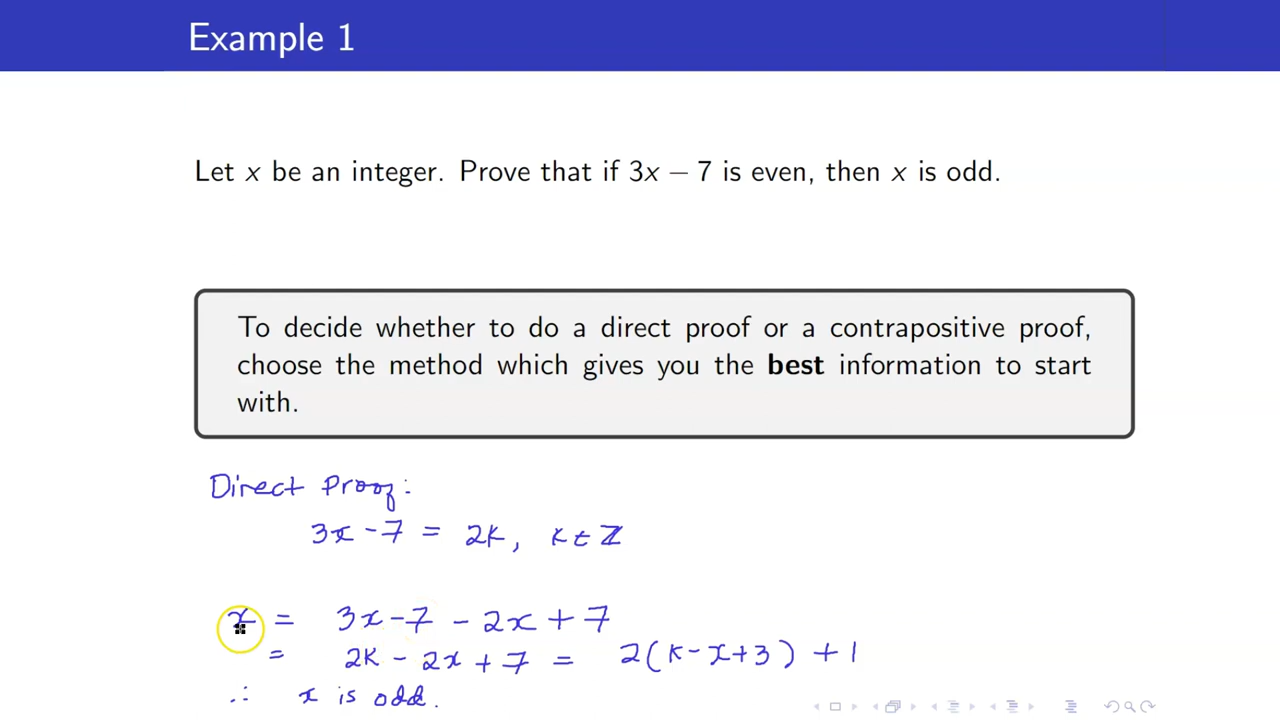 Example 1
Let x be an integer. Prove that if 3x − 7 is even, then x is odd.
To decide whether to do a direct proof or a contrapositive proof,
choose the method which gives you the best information to start
with.
Direct Proof:
3x - 7 = 2k, k ∈ ℤ
x = 3x - 7 - 2x + 7
= 2k - 2x + 7 = 2(k - x + 3) + 1
∴ x is odd.